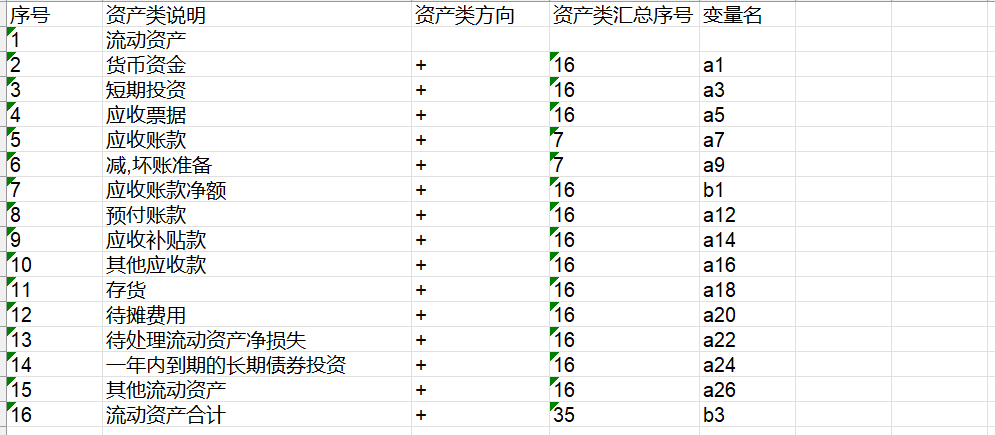 序号 资产类说明 资产类方向 资产类汇总序号 变量名
1 流动资产
2 货币资金 + 16 a1
3 短期投资 + 16 a3
4 应收票据 + 16 a5
5 应收账款 + 7 a7
6 减,坏账准备 + 7 a9
7 应收账款净额 + 16 b1
8 预付账款 + 16 a12
9 应收补贴款 + 16 a14
10 其他应收款 + 16 a16
11 存货 + 16 a18
12 待摊费用 + 16 a20
13 待处理流动资产净损失 + 16 a22
14 一年内到期的长期债券投资 + 16 a24
15 其他流动资产 + 16 a26
16 流动资产合计 + 35 b3